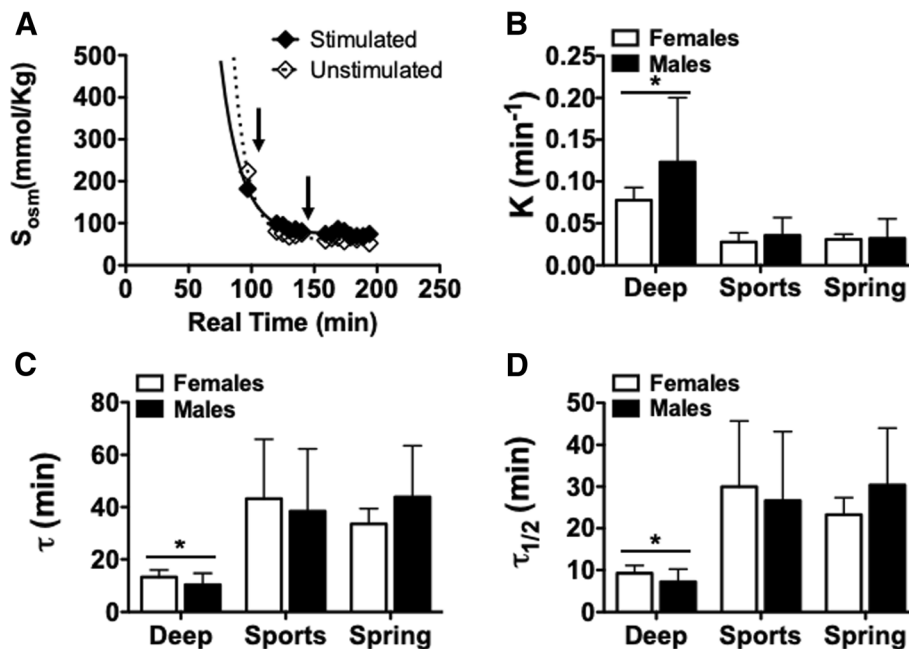 A
Stimulated
Unstimulated
S_osm(mmol/Kg)
500
400
300
200
100
0
0 50 100 150 200 250
Real Time (min)
B
Females
Males
K (min⁻¹)
0.25
0.20
0.15
0.10
0.05
0.00
*
Deep Sports Spring
C
Females
Males
τ (min)
80
60
40
20
0
*
Deep Sports Spring
D
Females
Males
τ1/2 (min)
50
40
30
20
10
0
*
Deep Sports Spring